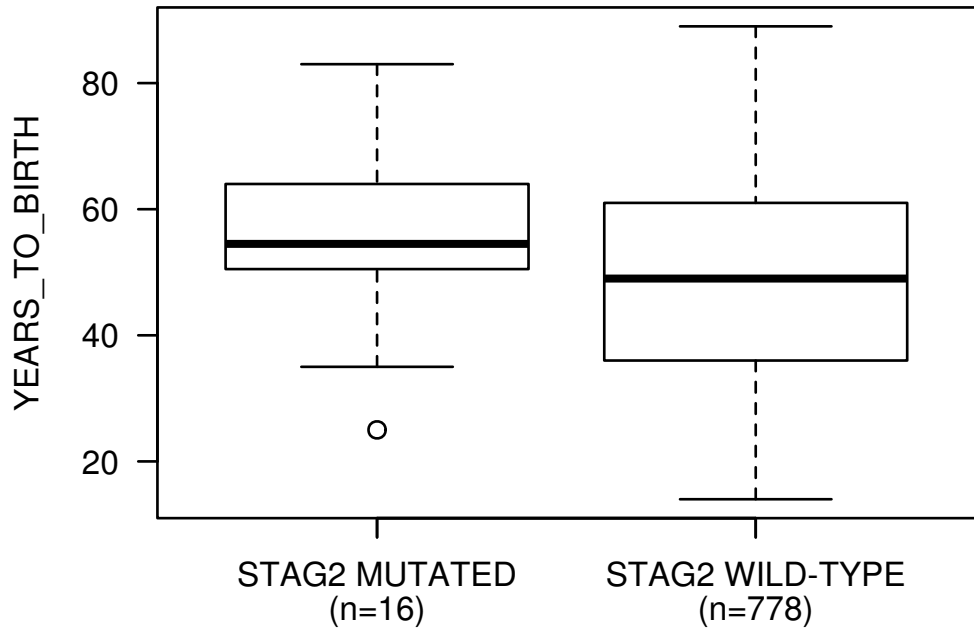 YEARS_TO_BIRTH
80
60
40
20
STAG2 MUTATED
(n=16)
STAG2 WILD-TYPE
(n=778)